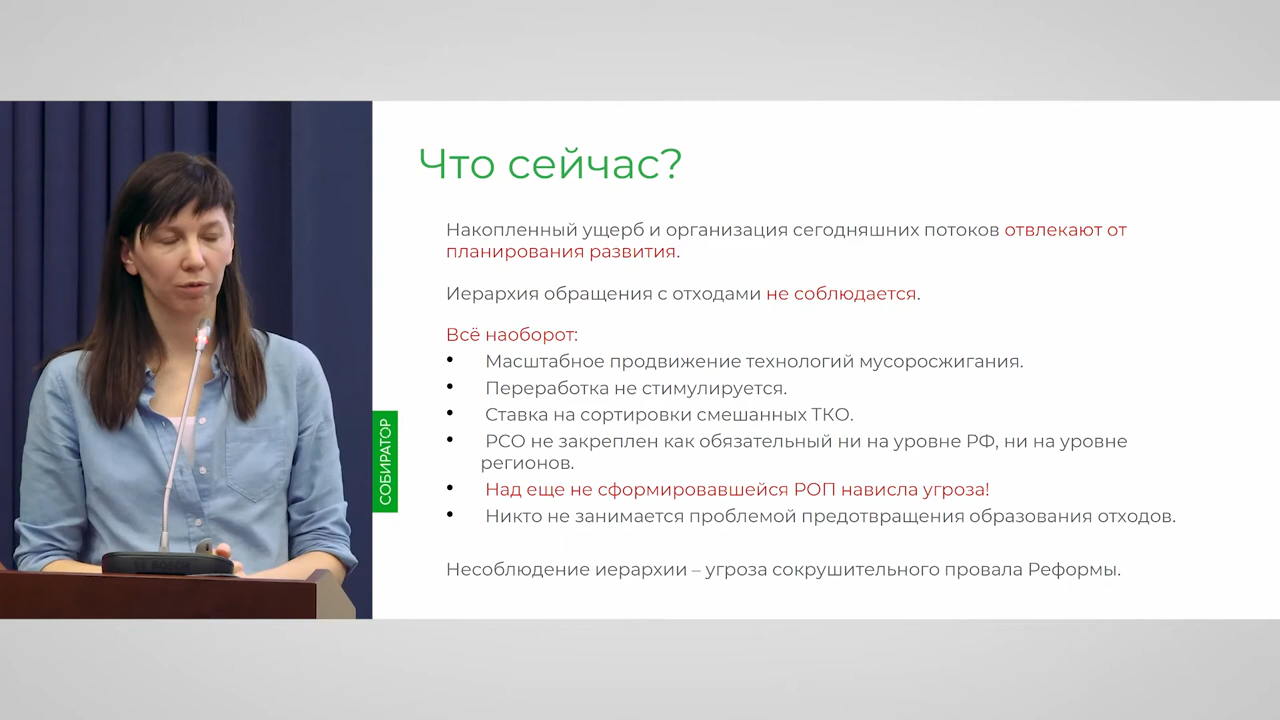 Что сейчас?
Накопленный ущерб и организация сегодняшних потоков отвлекают от
планирования развития.
Иерархия обращения с отходами не соблюдается.
Всё наоборот:
• Масштабное продвижение технологий мусоросжигания.
• Переработка не стимулируется.
• Ставка на сортировки смешанных ТКО.
• РСО не закреплен как обязательный ни на уровне РФ, ни на уровне
регионов.
• Над еще не сформировавшейся РОП нависла угроза!
• Никто не занимается проблемой предотвращения образования отходов.
Несоблюдение иерархии – угроза сокрушительного провала Реформы.
СОБИРАТОР
BOSCH